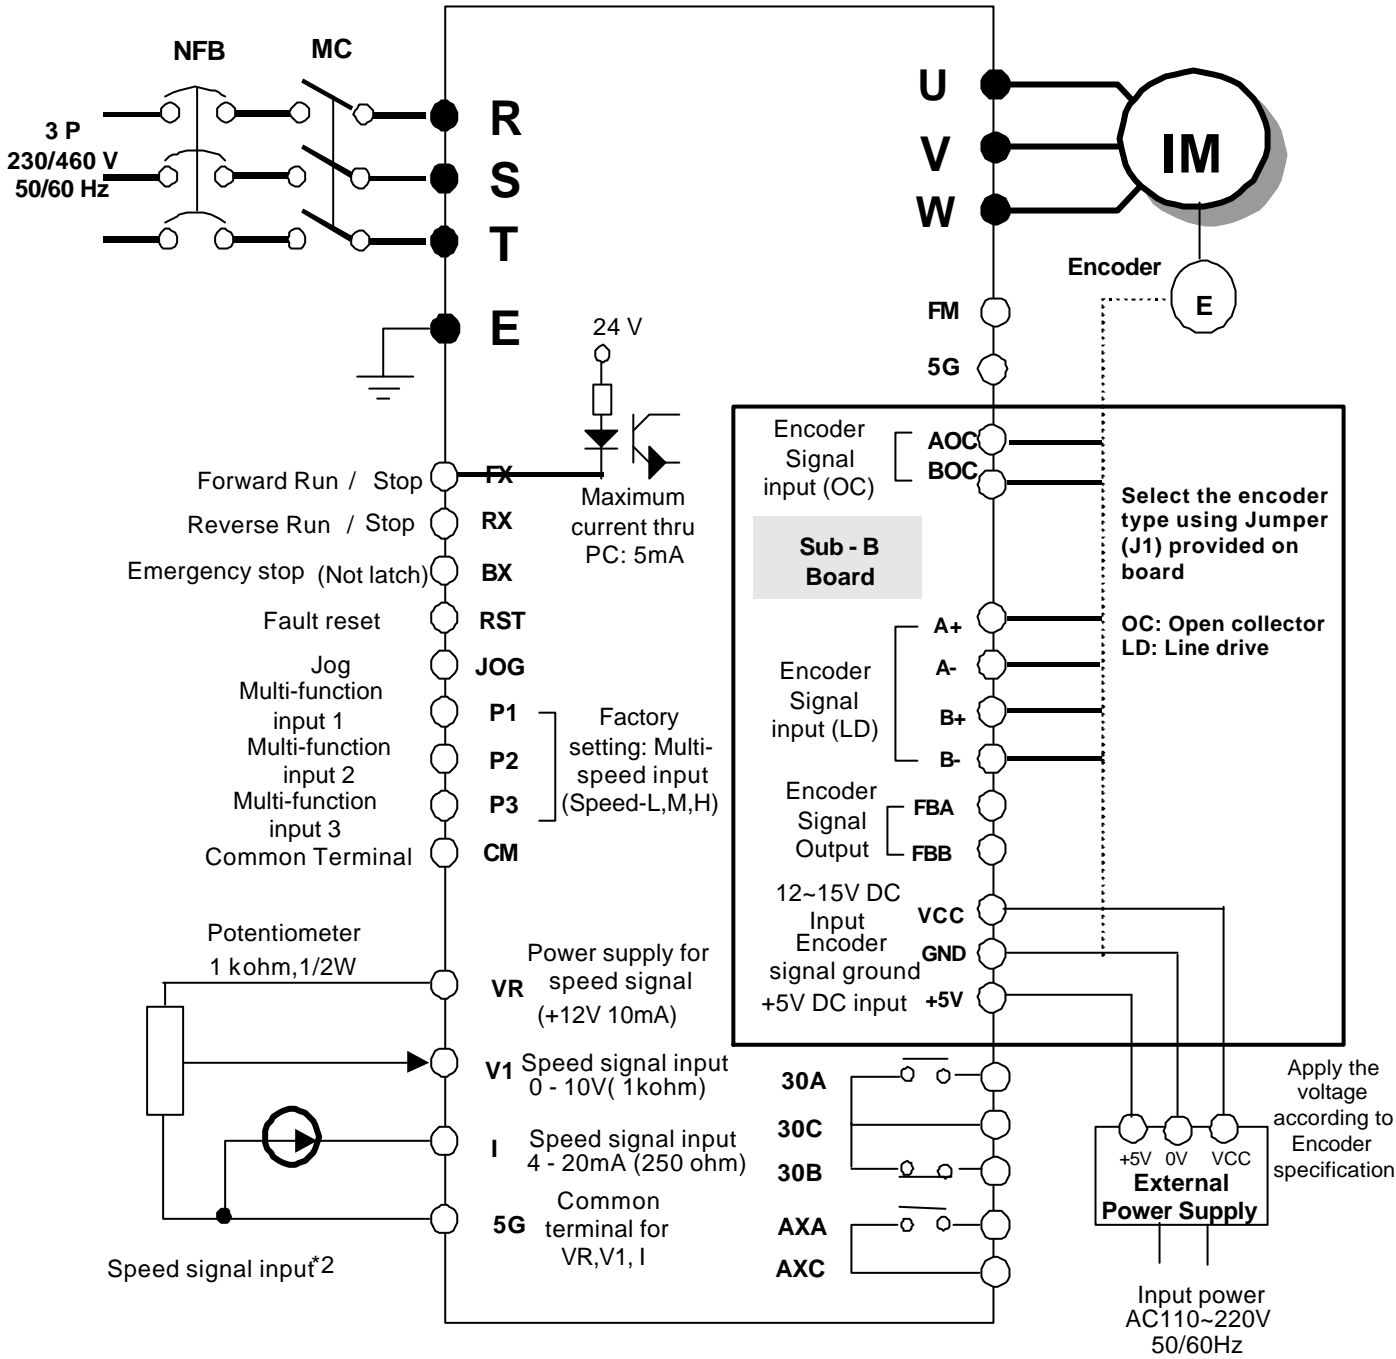 NFB
MC
3 P
230/460 V
50/60 Hz
R
S
T
E
U
V
W
IM
Encoder
E
FM
5G
24 V
Maximum
current thru
PC: 5mA
Forward Run / Stop
FX
Reverse Run / Stop
RX
Emergency stop (Not latch)
BX
Fault reset
RST
Jog
JOG
Multi-function
input 1
P1
Multi-function
input 2
P2
Multi-function
input 3
P3
Factory
setting: Multi-
speed input
(Speed-L,M,H)
Common Terminal
CM
Potentiometer
1 kohm,1/2W
VR
Power supply for
speed signal
(+12V 10mA)
V1
Speed signal input
0 - 10V( 1kohm)
I
Speed signal input
4 - 20mA (250 ohm)
5G
Common
terminal for
VR,V1, I
Speed signal input*2
Encoder
Signal
input (OC)
AOC
BOC
Sub - B
Board
Select the encoder
type using Jumper
(J1) provided on
board
OC: Open collector
LD: Line drive
Encoder
Signal
input (LD)
A+
A-
B+
B-
Encoder
Signal
Output
FBA
FBB
12~15V DC
Input
VCC
Encoder
signal ground
GND
+5V DC input
+5V
30A
30C
30B
AXA
AXC
Apply the
voltage
according to
Encoder
specification
+5V 0V VCC
External
Power Supply
Input power
AC110~220V
50/60Hz